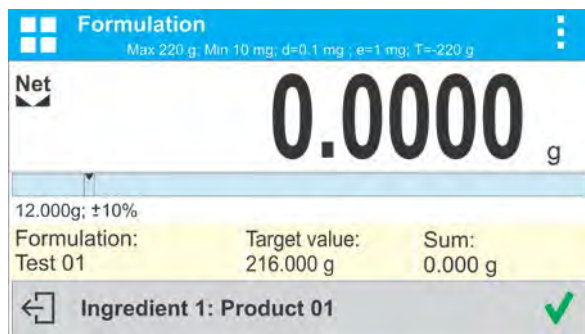 Formulation
Max 220 g; Min 10 mg; d=0.1 mg ; e=1 mg; T=-220 g
Net
0.0000 g
12.000g; ±10%
Formulation: Target value: Sum:
Test 01 216.000 g 0.000 g
Ingredient 1: Product 01